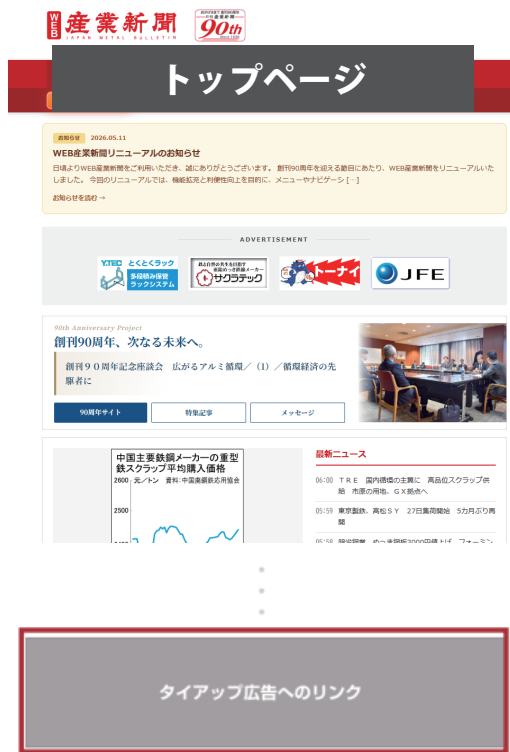 WEB 産業新聞
JAPAN METAL BULLETIN
90th
トップページ
お知らせ 2026.05.11
WEB産業新聞リニューアルのお知らせ
日頃よりWEB産業新聞をご利用いただき、誠にありがとうございます。 創刊90周年を迎える節目にあたり、WEB産業新聞をリニューアルいた
しました。 今回のリニューアルでは、機能拡充と利便性向上を目的に、メニューやナビゲーシ […]
お知らせを読む →
ADVERTISEMENT
Y.TEC とくとくラック
多段積み保管
ラックシステム
サクラテック
トーナイ
JFE
90th Anniversary Project
創刊90周年、次なる未来へ。
創刊９０周年記念座談会 広がるアルミ循環／（1）／循環経済の先
駆者に
90周年サイト
特集記事
メッセージ
中国主要鉄鋼メーカーの重型
鉄スクラップ平均購入価格
2600 元／トン 資料：中国廃鋼鉄応用協会
2500
最新ニュース
06:00 ＴＲＥ 国内循環の主翼に 高品位スクラップ供
給 市原の用地、ＧＸ拠点へ
05:59 東京製鉄、高松ＳＹ 27日集荷開始 5カ月ぶり再
開
タイアップ広告へのリンク